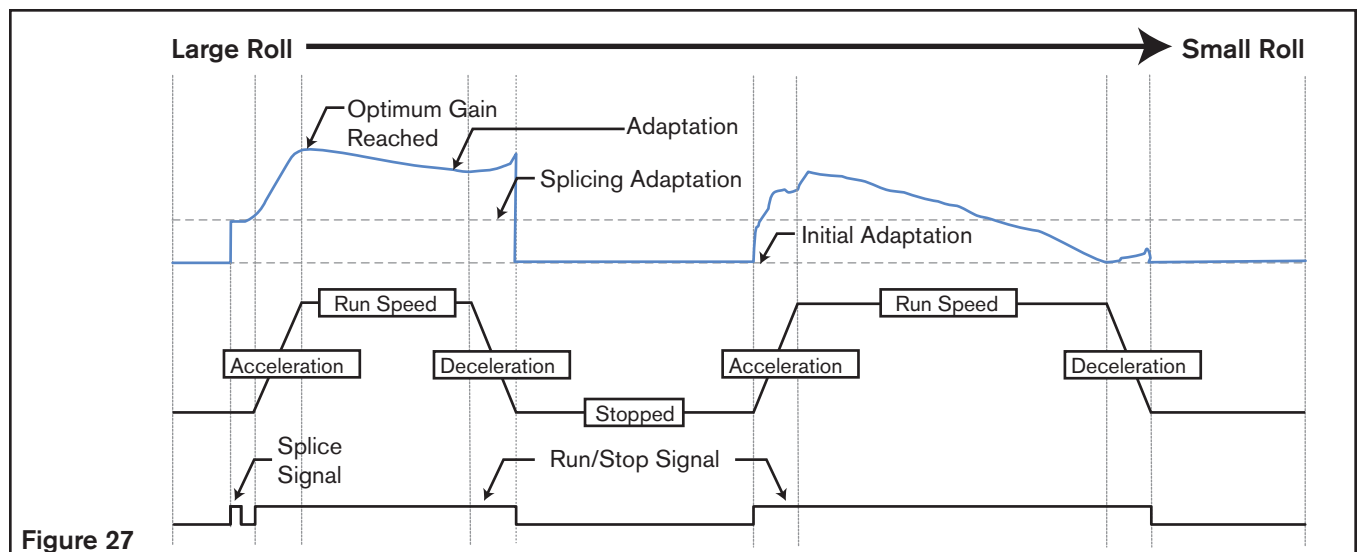 Large Roll
Small Roll
Optimum Gain
Reached
Adaptation
Splicing Adaptation
Initial Adaptation
Run Speed
Run Speed
Acceleration
Deceleration
Acceleration
Deceleration
Stopped
Splice
Signal
Run/Stop Signal
Figure 27